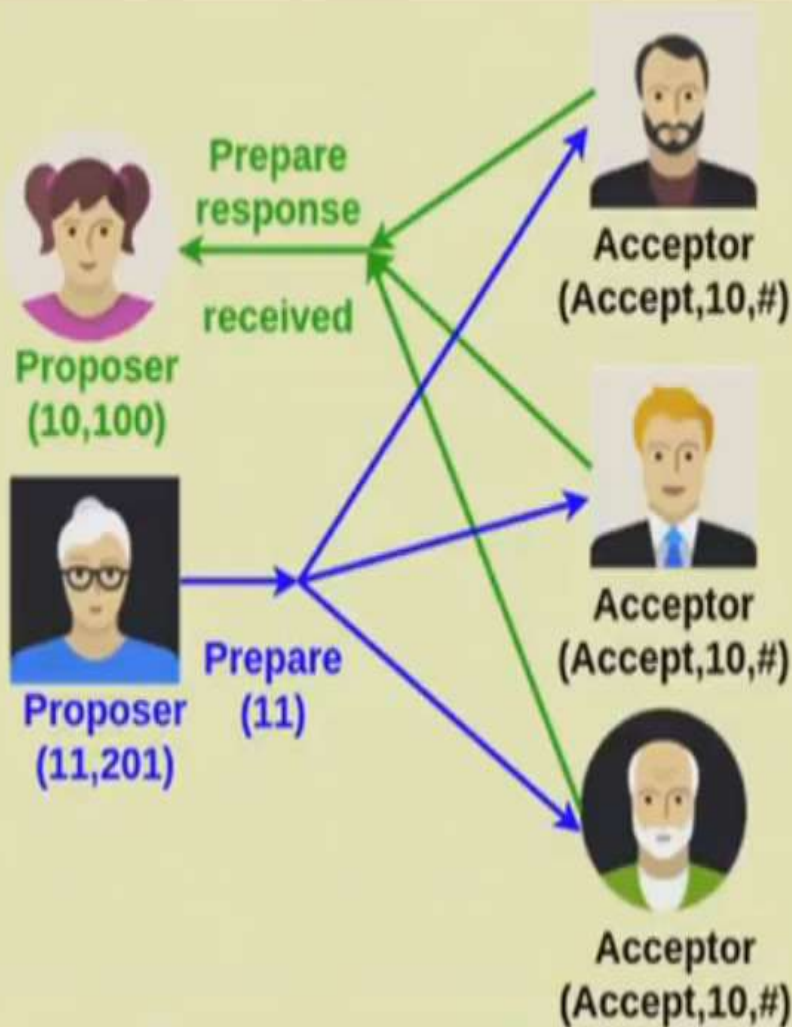 Prepare
response
received
Proposer
(10,100)
Proposer
(11,201)
Prepare
(11)
Acceptor
(Accept,10,#)
Acceptor
(Accept,10,#)
Acceptor
(Accept,10,#)